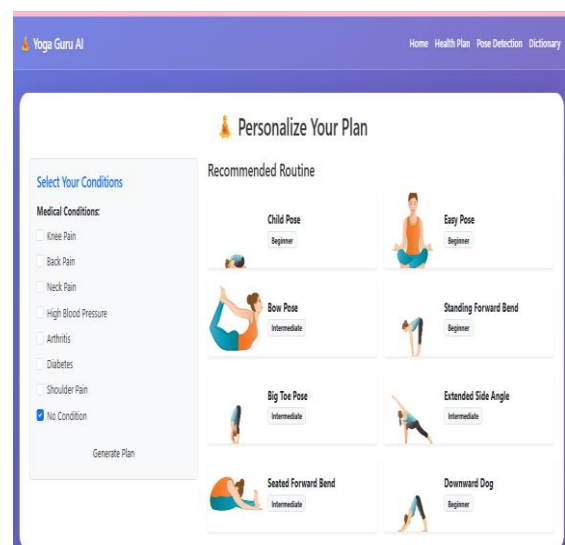 Yoga Guru AI
Home Health Plan Pose Detection Dictionary
Personalize Your Plan
Select Your Conditions
Medical Conditions:
Knee Pain
Back Pain
Neck Pain
High Blood Pressure
Arthritis
Diabetes
Shoulder Pain
No Condition
Generate Plan
Recommended Routine
Child Pose
Beginner
Easy Pose
Beginner
Bow Pose
Intermediate
Standing Forward Bend
Beginner
Big Toe Pose
Intermediate
Extended Side Angle
Intermediate
Seated Forward Bend
Intermediate
Downward Dog
Beginner